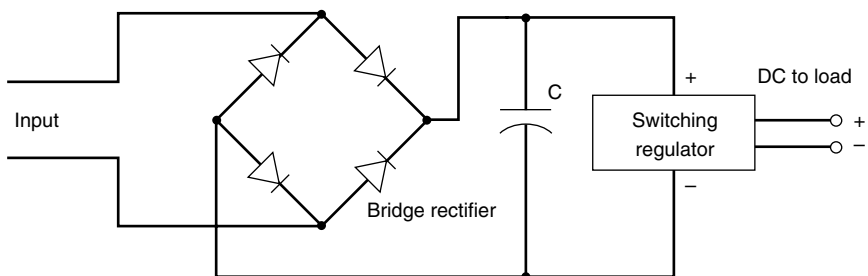 +
DC to load
C
Input
Switching
regulator
+
–
–
Bridge rectifier